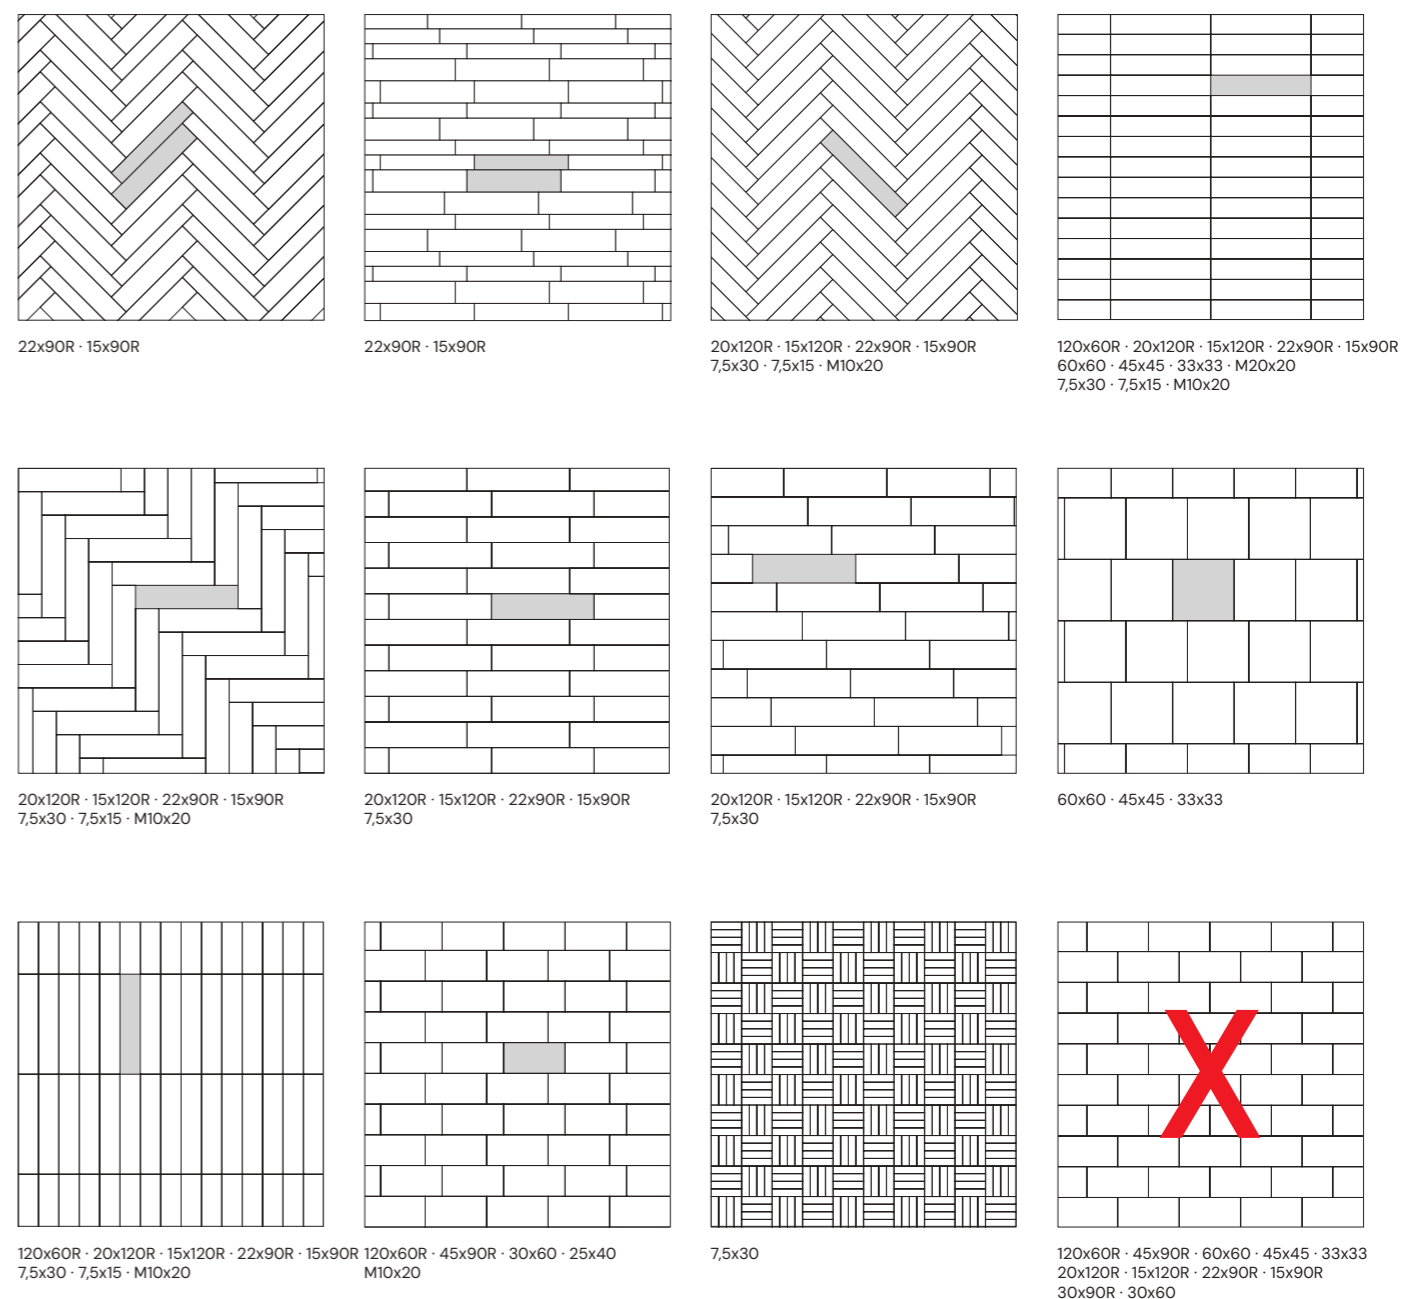 22x90R · 15x90R
22x90R · 15x90R
20x120R · 15x120R · 22x90R · 15x90R
7,5x30 · 7,5x15 · M10x20
120x60R · 20x120R · 15x120R · 22x90R · 15x90R
60x60 · 45x45 · 33x33 · M20x20
7,5x30 · 7,5x15 · M10x20
20x120R · 15x120R · 22x90R · 15x90R
7,5x30 · 7,5x15 · M10x20
20x120R · 15x120R · 22x90R · 15x90R
7,5x30
20x120R · 15x120R · 22x90R · 15x90R
7,5x30
60x60 · 45x45 · 33x33
X
120x60R · 20x120R · 15x120R · 22x90R · 15x90R
7,5x30 · 7,5x15 · M10x20
120x60R · 45x90R · 30x60 · 25x40
M10x20
7,5x30
120x60R · 45x90R · 60x60 · 45x45 · 33x33
20x120R · 15x120R · 22x90R · 15x90R
30x90R · 30x60